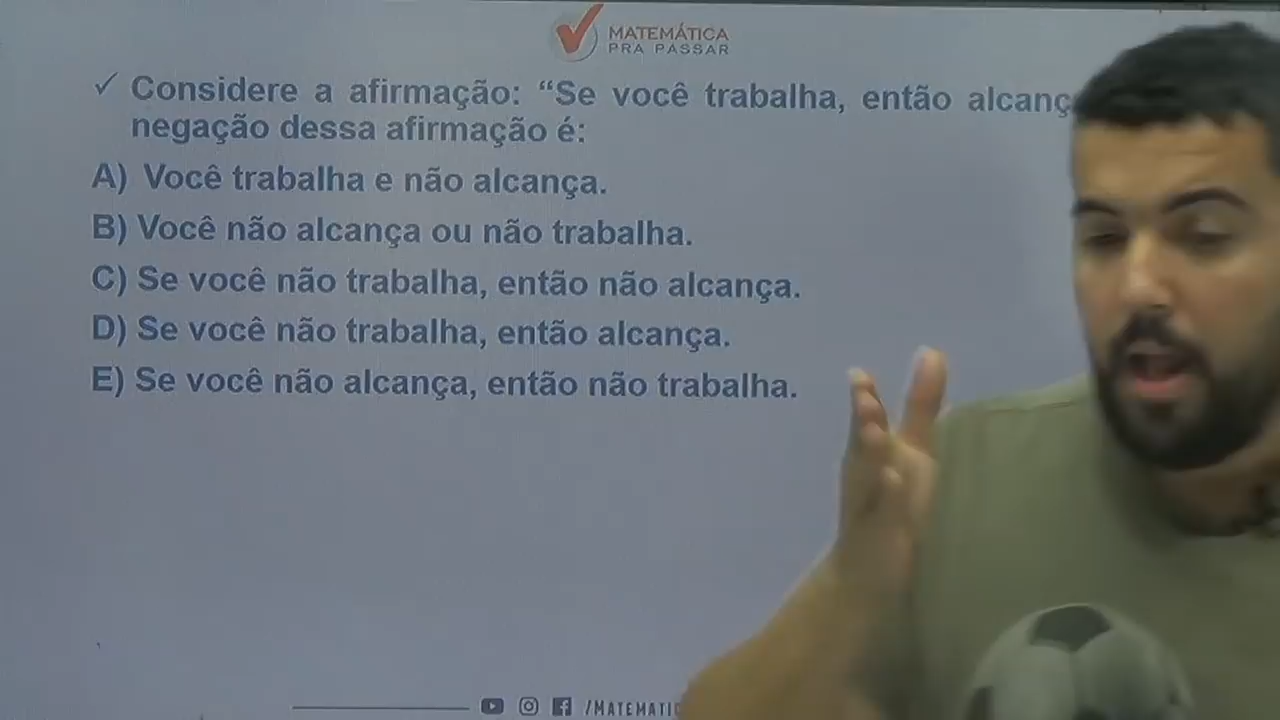 MATEMÁTICA
PRA PASSAR
✓ Considere a afirmação: “Se você trabalha, então
negação dessa afirmação é:
A) Você trabalha e não alcança.
B) Você não alcança ou não trabalha.
C) Se você não trabalha, então não alcança.
D) Se você não trabalha, então alcança.
E) Se você não alcança, então não trabalha.